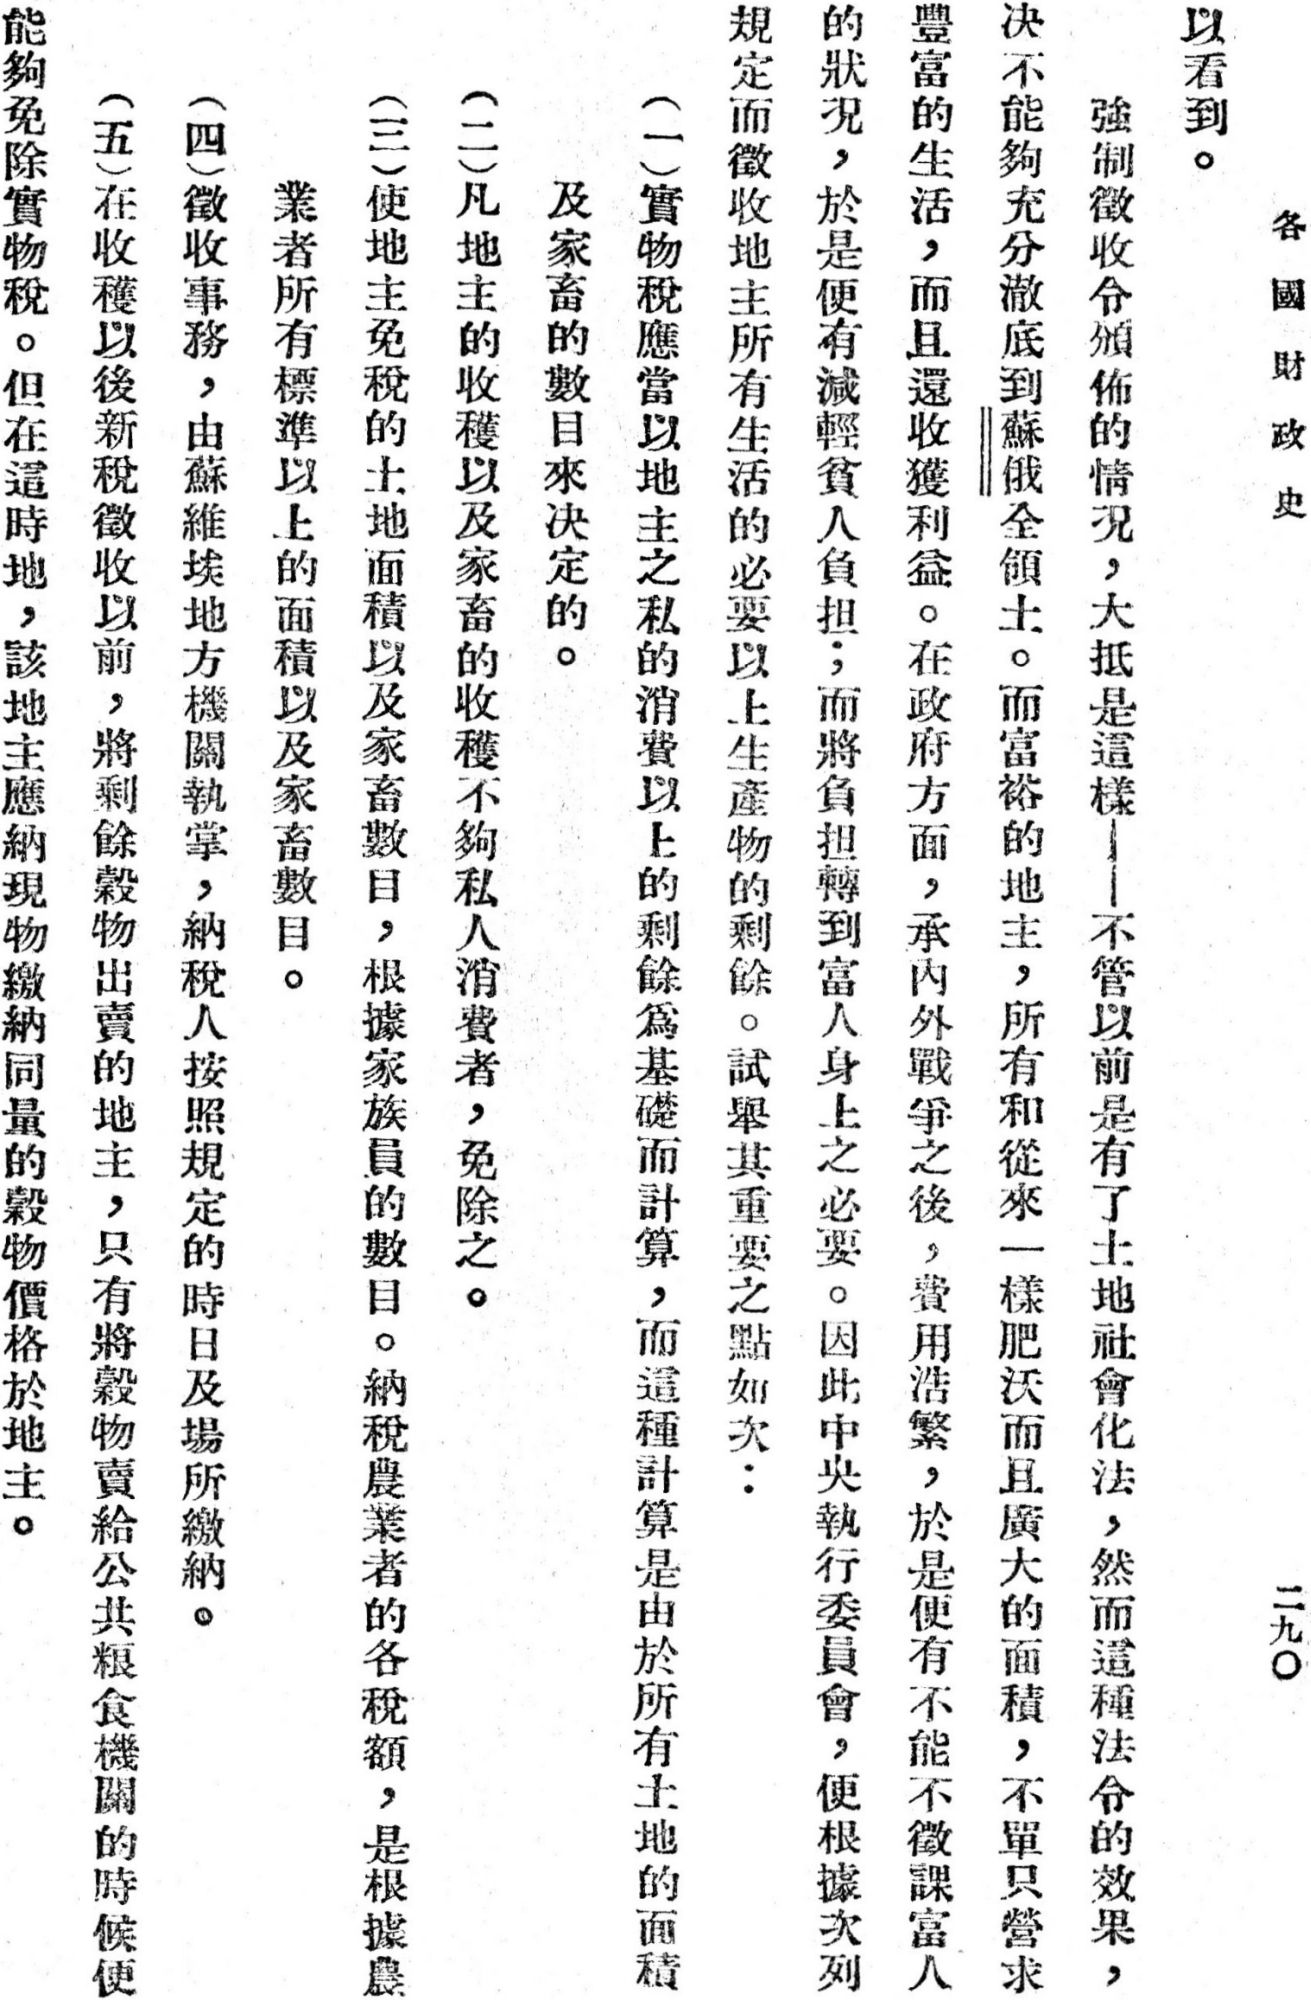 各國財政史
二九〇
以看到。
強制徵收令頒佈的情況，大抵是這樣——不管以前是有了土地社會化法，然而這種法令的效果，
决不能夠充分澈底到蘇俄全領土。而富裕的地主，所有和從來一樣肥沃而且廣大的面積，不單只營求
豐富的生活，而且還收獲利益。在政府方面，承內外戰爭之後，費用浩繁，於是便有不能不徵課富人
的狀況，於是便有減輕貧人負担；而將負担轉到富人身上之必要。因此中央執行委員會，便根據次列
規定而徵收地主所有生活的必要以上生產物的剩餘。試舉其重要之點如次：
（一）實物稅應當以地主之私的消費以上的剩餘爲基礎而計算，而這種計算是由於所有土地的面積
及家畜的數目來决定的。
（二）凡地主的收穫以及家畜的收穫不夠私人消費者，免除之。
（三）使地主免稅的土地面積以及家畜數目，根據家族員的數目。納稅農業者的各稅額，是根據農
業者所有標準以上的面積以及家畜數目。
（四）徵收事務，由蘇維埃地方機關執掌，納稅人按照規定的時日及場所繳納。
（五）在收穫以後新稅徵收以前，將剩餘穀物出賣的地主，只有將穀物賣給公共粮食機關的時候便
能夠免除實物稅。但在這時地，該地主應納現物繳納同量的穀物價格於地主。